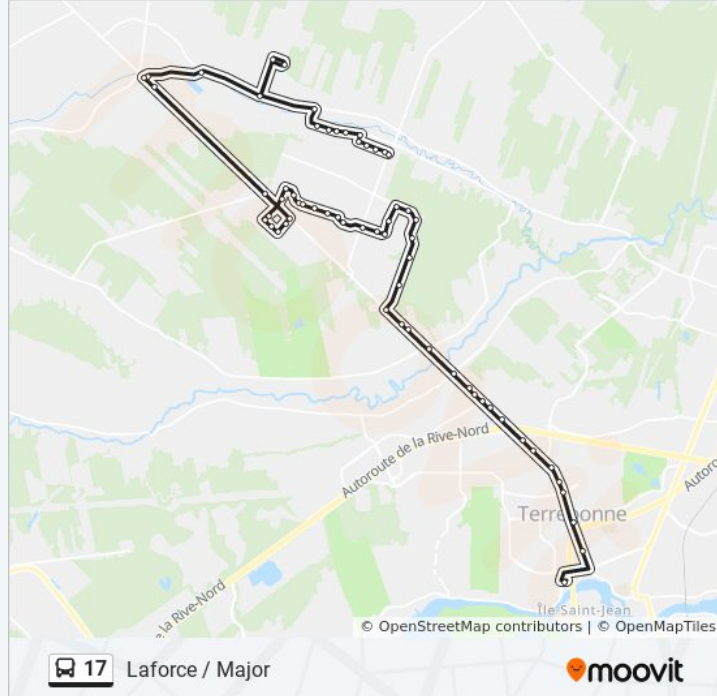 Autoroute de la Rive-Nord
Autoro
Terrebonne
e la Rive-Nord
Île Saint-Jean
© OpenStreetMap contributors | © OpenMapTiles
17 Laforce / Major
moovit